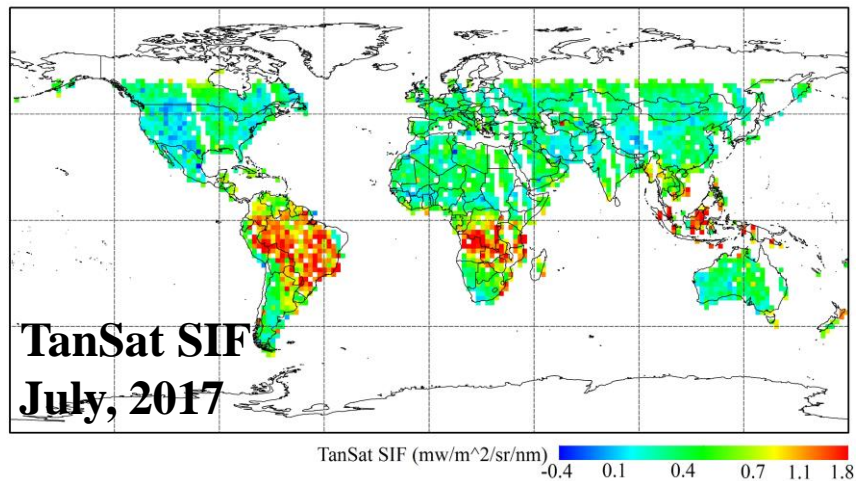 TanSat SIF
July, 2017
TanSat SIF (mw/m^2/sr/nm)
-0.4 0.1 0.4 0.7 1.1 1.8